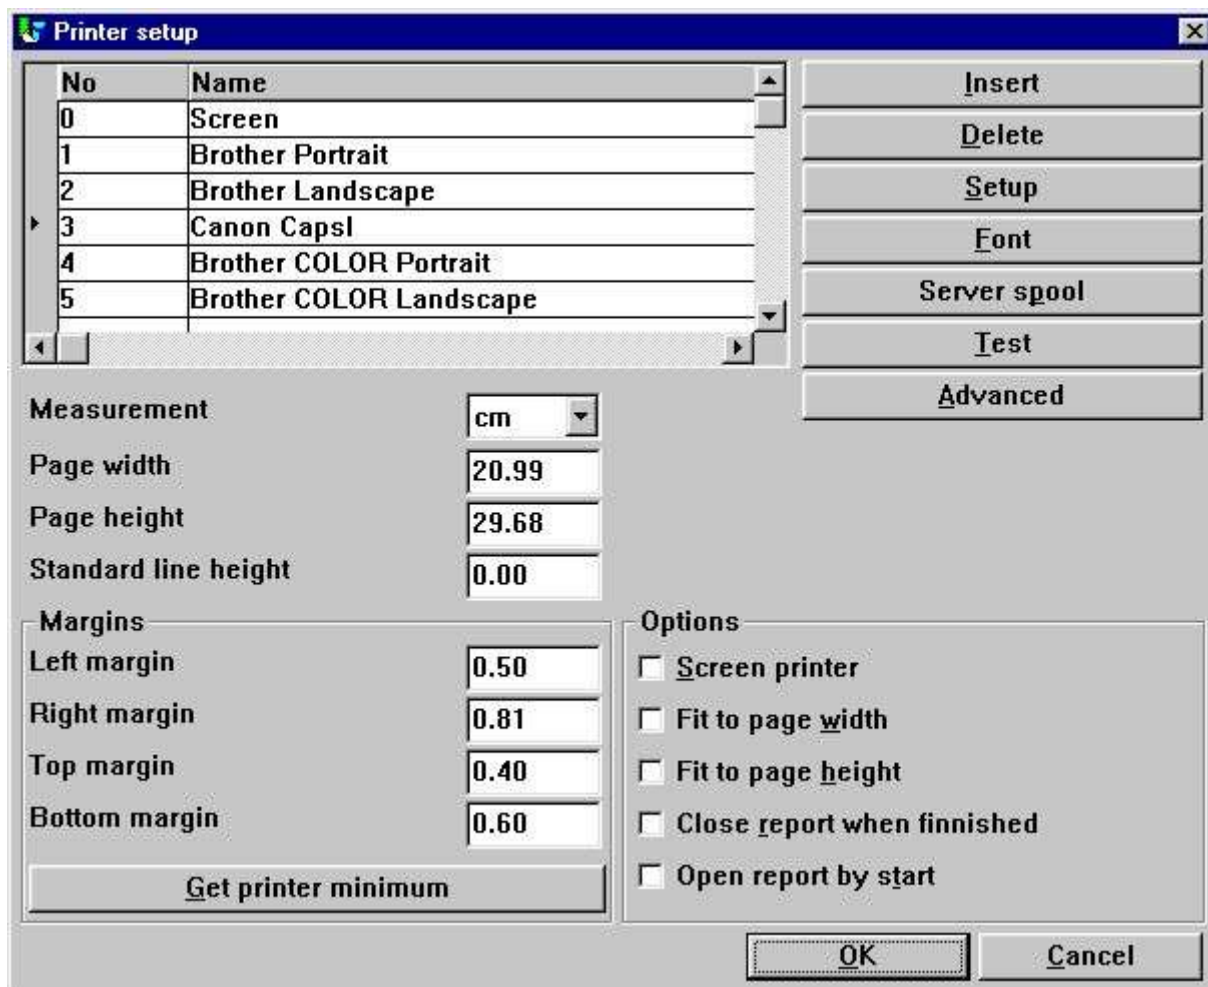 Printer setup
No Name
0 Screen
1 Brother Portrait
2 Brother Landscape
3 Canon Capsl
4 Brother COLOR Portrait
5 Brother COLOR Landscape
Insert
Delete
Setup
Font
Server spool
Test
Advanced
Measurement cm
Page width 20.99
Page height 29.68
Standard line height 0.00
Margins
Left margin 0.50
Right margin 0.81
Top margin 0.40
Bottom margin 0.60
Get printer minimum
Options
Screen printer
Fit to page width
Fit to page height
Close report when finnished
Open report by start
OK Cancel